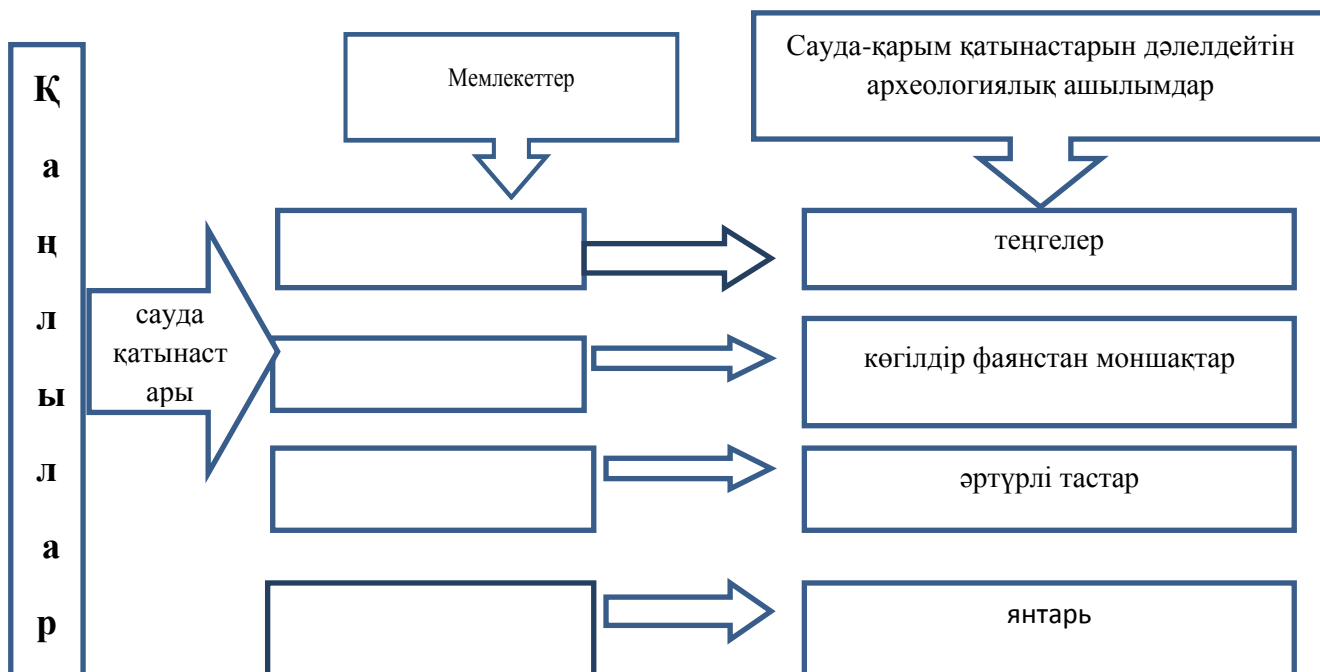 Қ
а
ң
л
ы
л
а
р
сауда
қатынаст
ары
Мемлекеттер
Сауда-қарым қатынастарын дәлелдейтін
археологиялық ашылымдар
теңгелер
көгілдір фаянстан моншақтар
әртүрлі тастар
янтарь